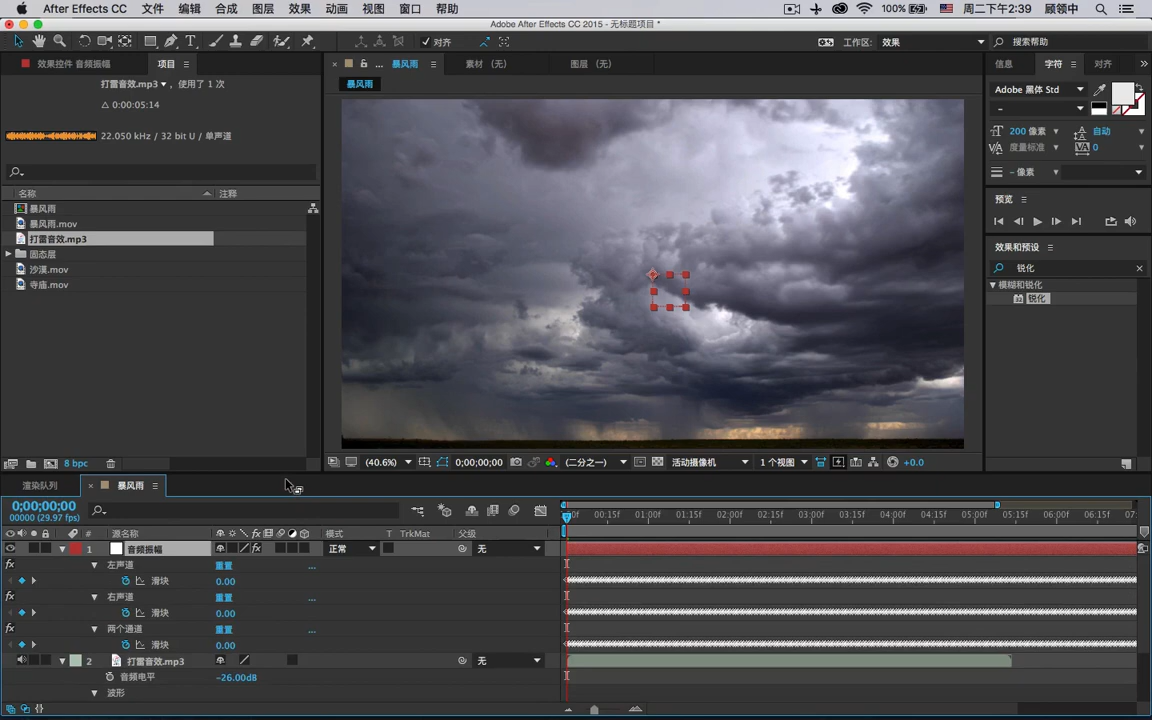 After Effects CC 文件 编辑 合成 图层 效果 动画 视图 窗口 帮助 100% 周二下午2:39 顾领中
Adobe After Effects CC 2015 - 无标题项目 *
对齐 工作区: 效果 搜索帮助
效果控件 音频振幅 项目
打雷音效.mp3 , 使用了 1 次
△ 0:00:05:14
22.050 kHz / 32 bit U / 单声道
名称 注释
暴风雨
暴风雨.mov
打雷音效.mp3
固态层
沙漠.mov
寺庙.mov
8 bpc
... 暴风雨 素材 (无) 图层 (无)
暴风雨
(40.6%) 0;00;00;00 (二分之一) 活动摄像机 1 个视图 +0.0
信息 字符 对齐
Adobe 黑体 Std
-
200 像素 自动
度量标准 0
- 像素
预览
效果和预设
锐化
模糊和锐化
锐化
渲染队列 暴风雨
0;00;00;00
00000 (29.97 fps)
00f 00:15f 01:00f 01:15f 02:00f 02:15f 03:00f 03:15f 04:00f 04:15f 05:00f 05:15f 06:00f 06:15f 07:
# 源名称 模式 T TrkMat 父级
1 音频振幅 正常 无
左声道 重置 ...
滑块 0.00
右声道 重置 ...
滑块 0.00
两个通道 重置 ...
滑块 0.00
2 打雷音效.mp3 无
音频电平 -26.00dB
波形